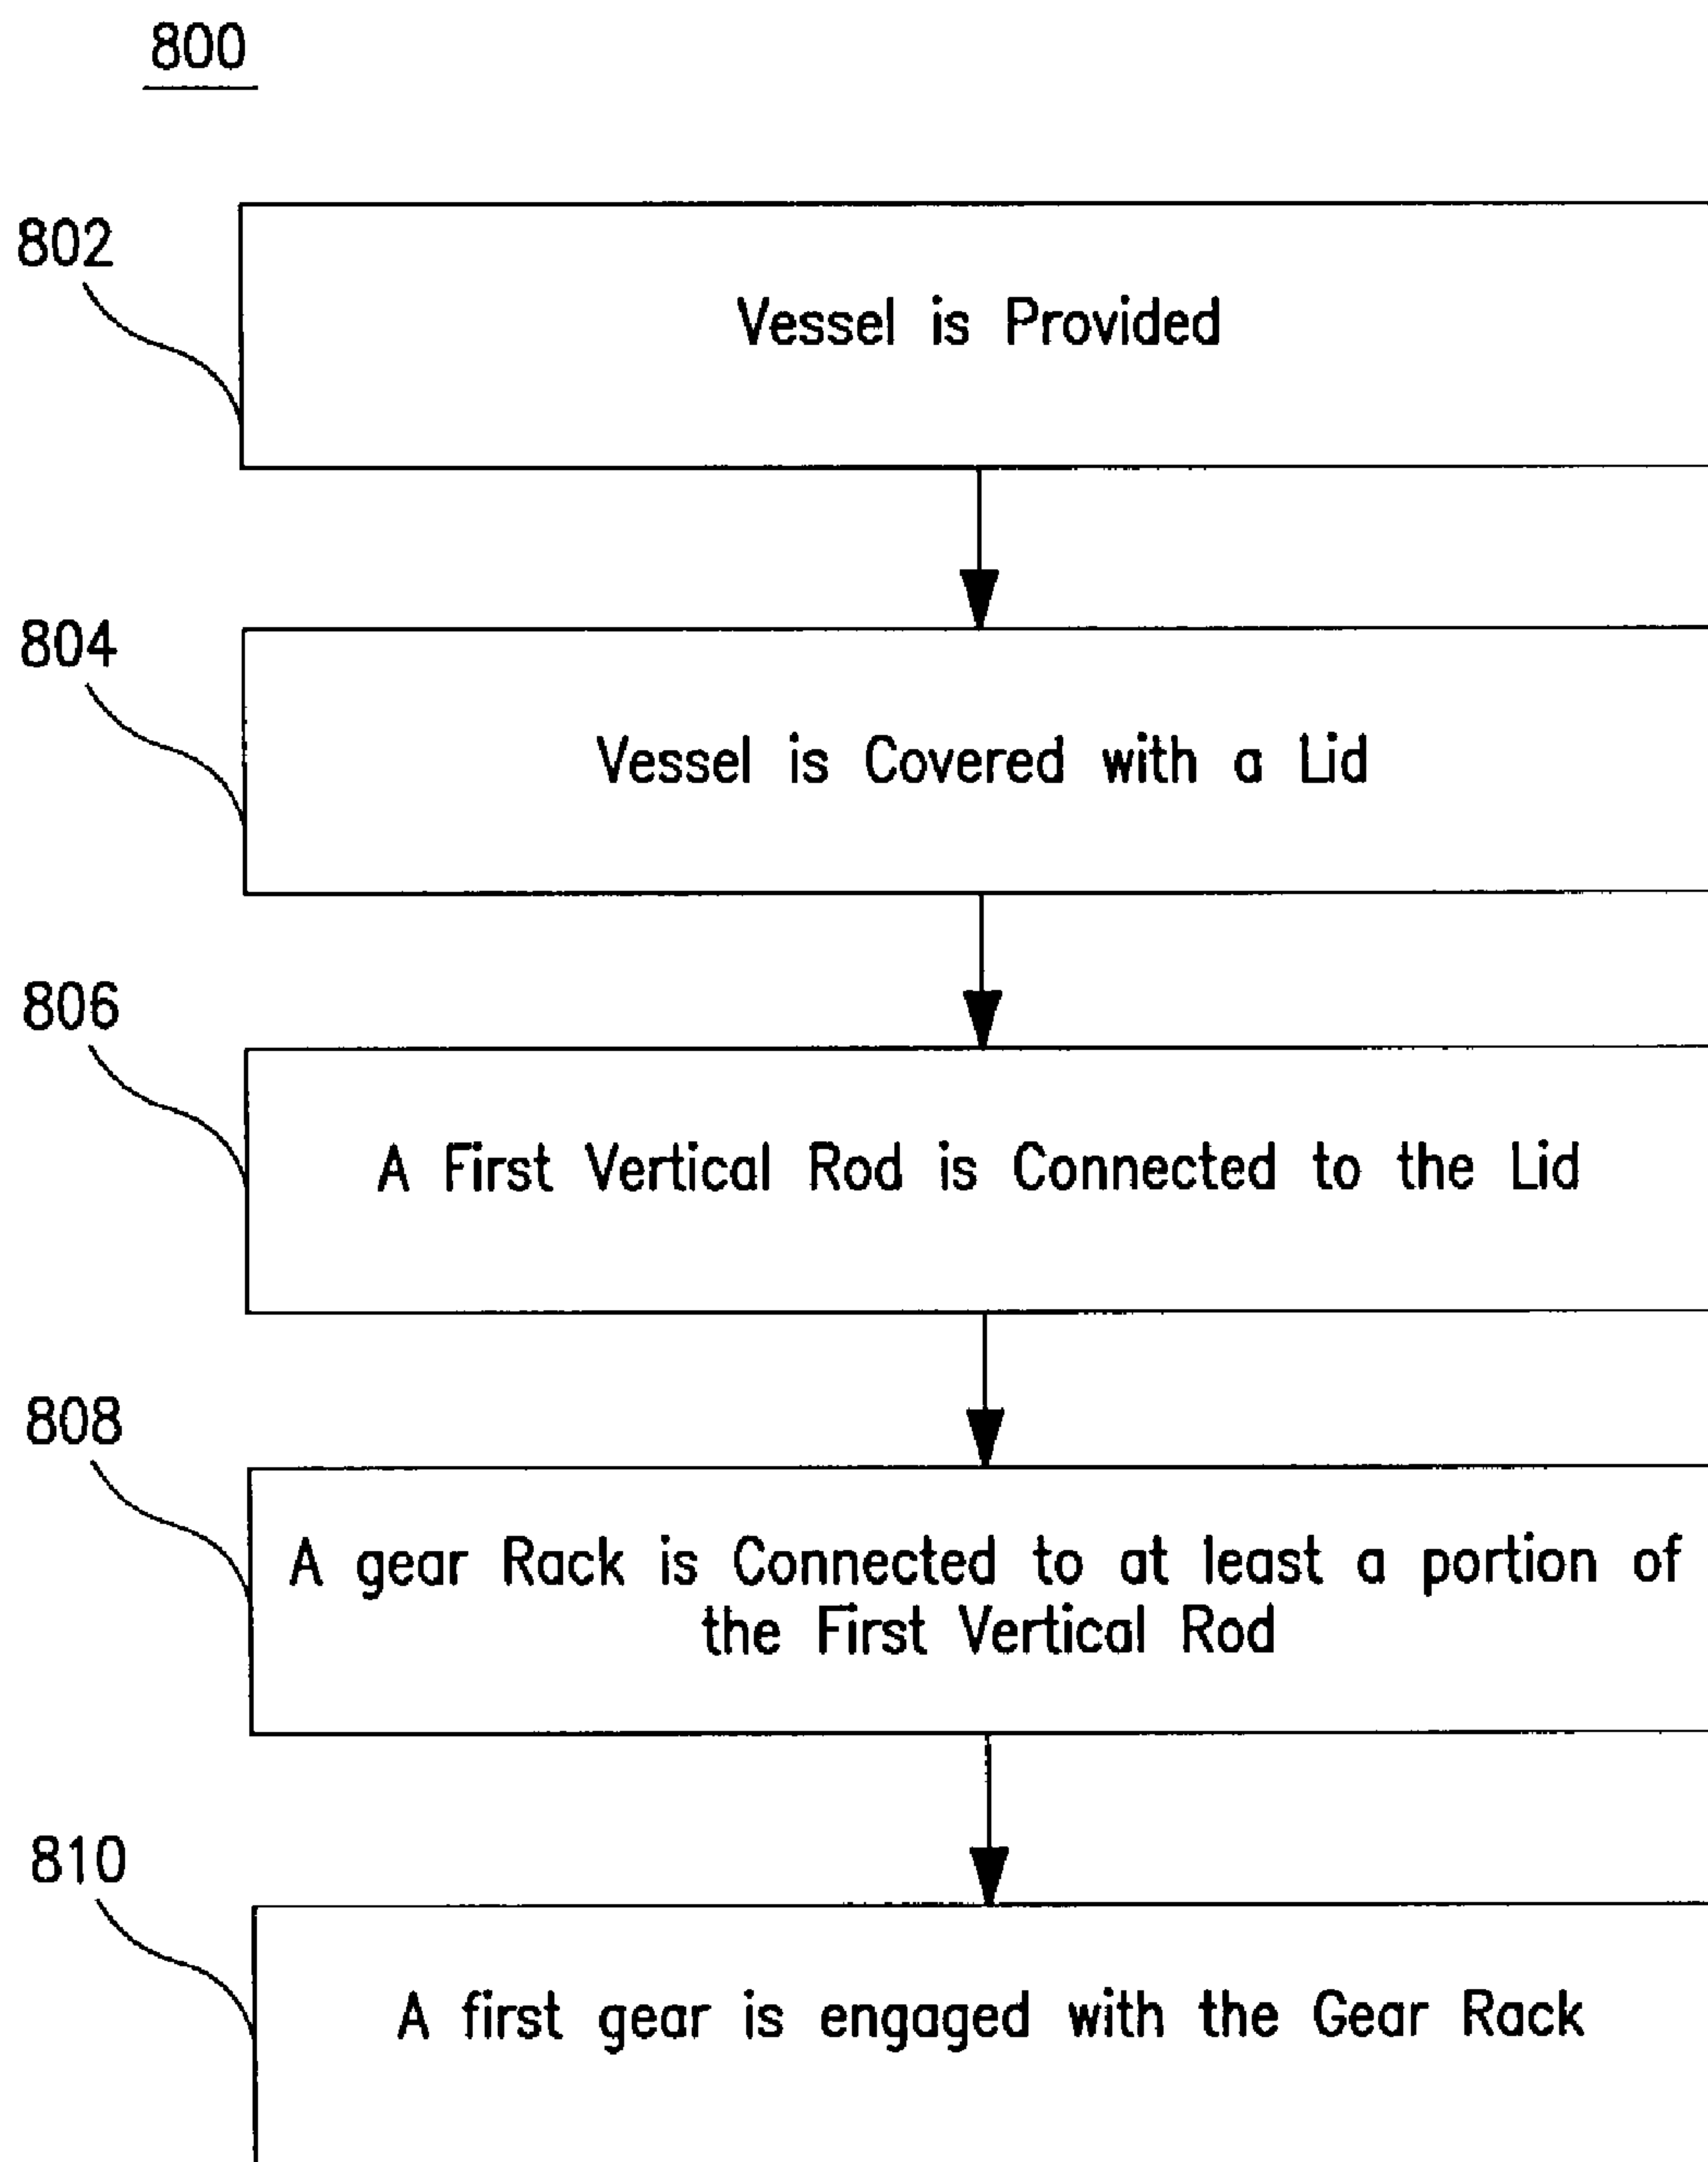 800
802
Vessel is Provided
804
Vessel is Covered with a Lid
806
A First Vertical Rod is Connected to the Lid
808
A gear Rack is Connected to at least a portion of
the First Vertical Rod
810
A first gear is engaged with the Gear Rack